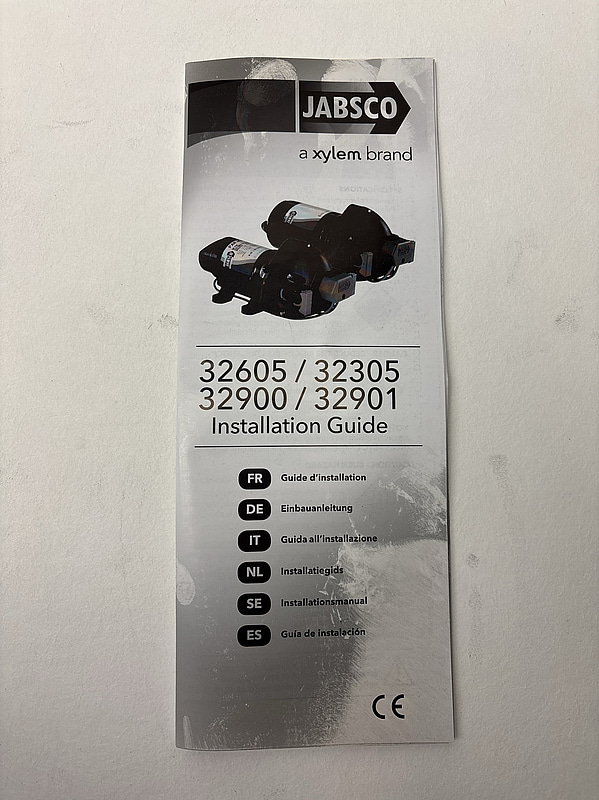 JABSCO
a xylem brand
32605 / 32305
32900 / 32901
Installation Guide
FR Guide d'installation
DE Einbauanleitung
IT Guida all'installazione
NL Installatiegids
SE Installationsmanual
ES Guía de instalación
CE